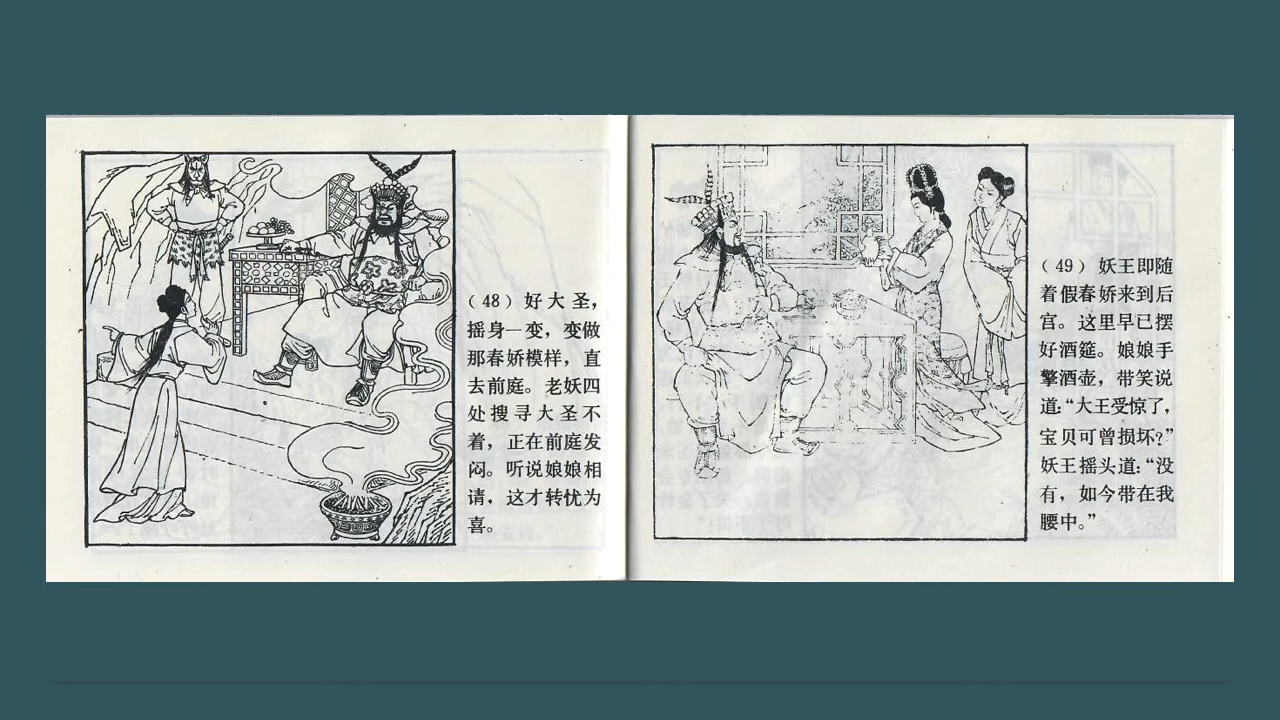 （48）好大圣，
摇身一变，变做
那春娇模样，直
去前庭。老妖四
处搜寻大圣不
着，正在前庭发
闷。听说娘娘相
请，这才转忧为
喜。
（49）妖王即随
着假春娇来到后
宫。这里早已摆
好酒筵。娘娘手
擎酒壶，带笑说
道:“大王受惊了，
宝贝可曾损坏?”
妖王摇头道:“没
有，如今带在我
腰中。”